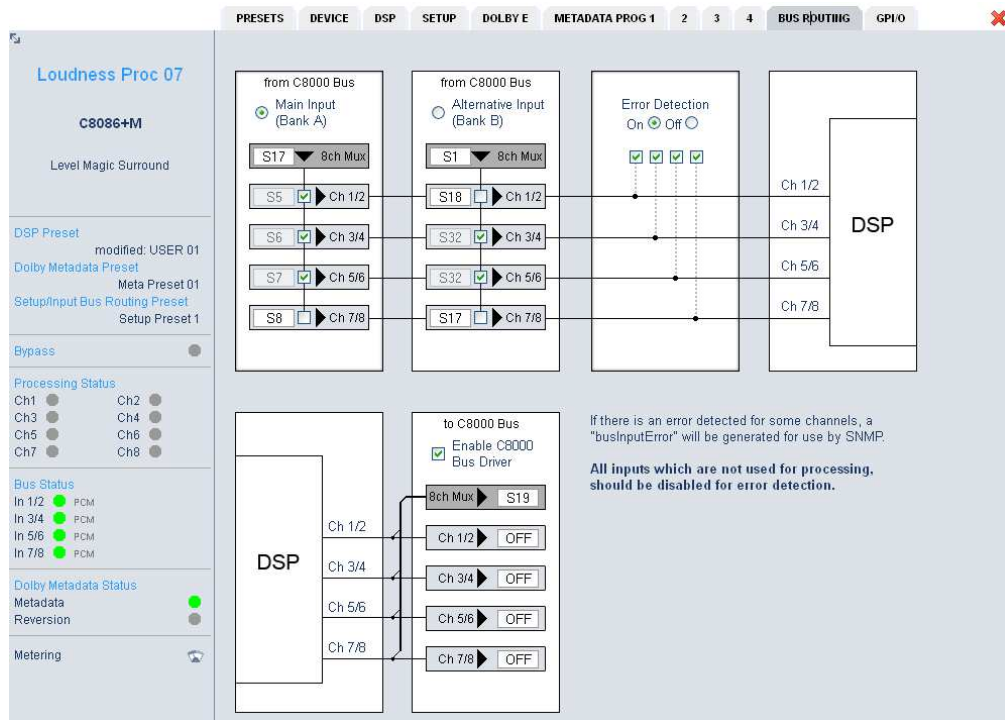 PRESETS DEVICE DSP SETUP DOLBY E METADATA PROG 1 2 3 4 BUS ROUTING GPI/O
Loudness Proc 07
C8086+M
Level Magic Surround
DSP Preset
modified: USER 01
Dolby Metadata Preset
Meta Preset 01
Setup/Input Bus Routing Preset
Setup Preset 1
Bypass
Processing Status
Ch1 Ch2
Ch3 Ch4
Ch5 Ch6
Ch7 Ch8
Bus Status
In 1/2 PCM
In 3/4 PCM
In 5/6 PCM
In 7/8 PCM
Dolby Metadata Status
Metadata
Reversion
Metering
from C8000 Bus
Main Input
(Bank A)
S17 8ch Mux
S5 Ch 1/2
S6 Ch 3/4
S7 Ch 5/6
S8 Ch 7/8
from C8000 Bus
Alternative Input
(Bank B)
S1 8ch Mux
S18 Ch 1/2
S32 Ch 3/4
S32 Ch 5/6
S17 Ch 7/8
Error Detection
On Off
Ch 1/2
Ch 3/4
Ch 5/6
Ch 7/8
DSP
DSP
Ch 1/2
Ch 3/4
Ch 5/6
Ch 7/8
to C8000 Bus
Enable C8000
Bus Driver
8ch Mux S19
Ch 1/2 OFF
Ch 3/4 OFF
Ch 5/6 OFF
Ch 7/8 OFF
If there is an error detected for some channels, a
"busInputError" will be generated for use by SNMP.
All inputs which are not used for processing,
should be disabled for error detection.